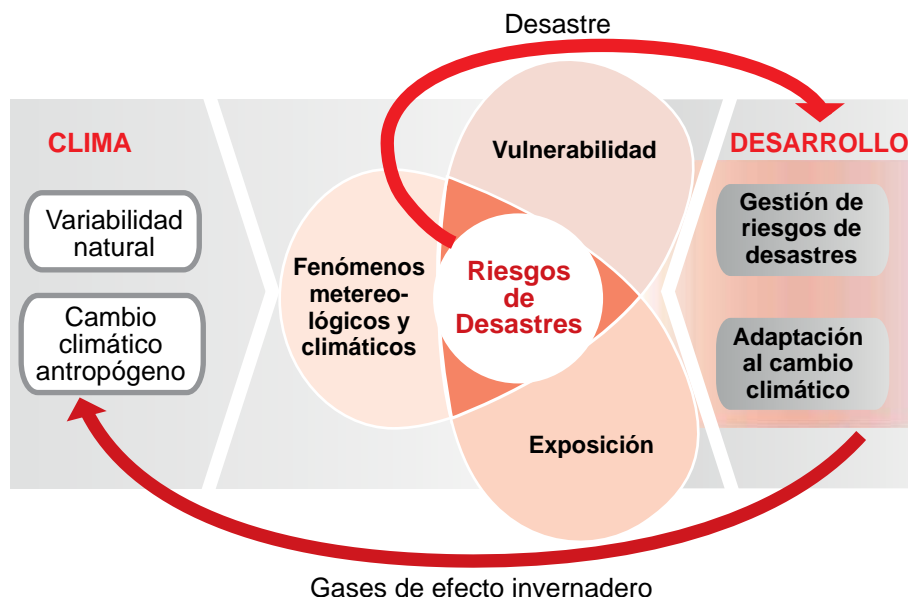 Desastre
CLIMA
Variabilidad
natural
Cambio
climático
antropógeno
Fenómenos
metereo-
lógicos y
climáticos
Vulnerabilidad
Riesgos
de
Desastres
Exposición
DESARROLLO
Gestión de
riesgos de
desastres
Adaptación
al cambio
climático
Gases de efecto invernadero